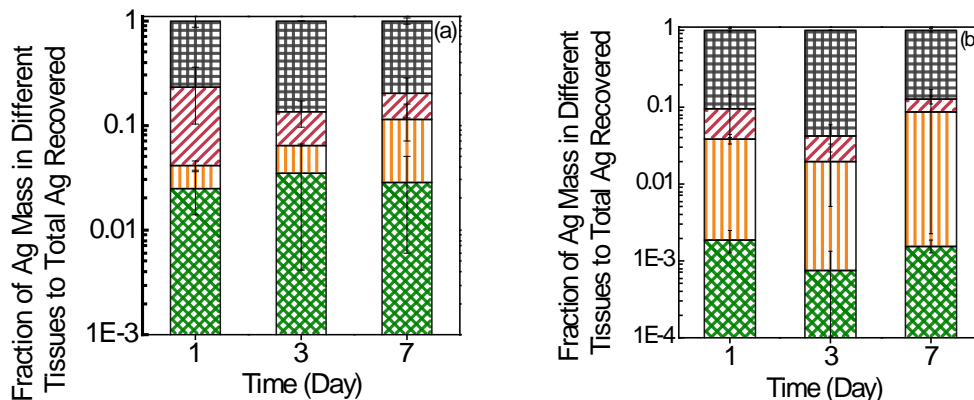 Fraction of Ag Mass in Different
Tissues to Total Ag Recovered
1
0.1
0.01
1E-3
(a)
1
3
7
Time (Day)
Fraction of Ag Mass in Different
Tissues to Total Ag Recovered
1
0.1
0.01
1E-3
1E-4
(b
1
3
7
Time (Day)